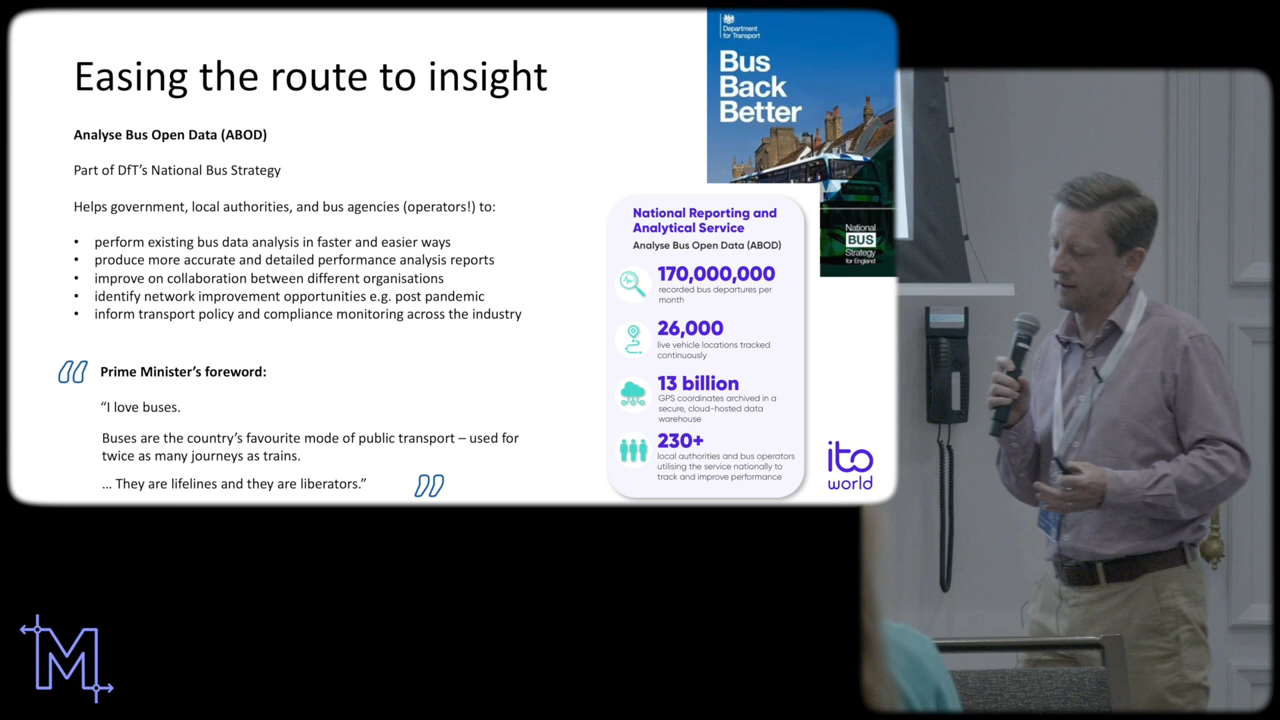 Easing the route to insight
Analyse Bus Open Data (ABOD)
Part of DfT's National Bus Strategy
Helps government, local authorities, and bus agencies (operators!) to:
• perform existing bus data analysis in faster and easier ways
• produce more accurate and detailed performance analysis reports
• improve on collaboration between different organisations
• identify network improvement opportunities e.g. post pandemic
• inform transport policy and compliance monitoring across the industry
Prime Minister's foreword:
“I love buses.
Buses are the country's favourite mode of public transport – used for
twice as many journeys as trains.
… They are lifelines and they are liberators.”
Department
for Transport
Bus
Back
Better
National
BUS
Strategy
for England
National Reporting and
Analytical Service
Analyse Bus Open Data (ABOD)
170,000,000
recorded bus departures per
month
26,000
live vehicle locations tracked
continuously
13 billion
GPS coordinates archived in a
secure, cloud-hosted data
warehouse
230+
local authorities and bus operators
utilising the service nationally to
track and improve performance
ito
world
M